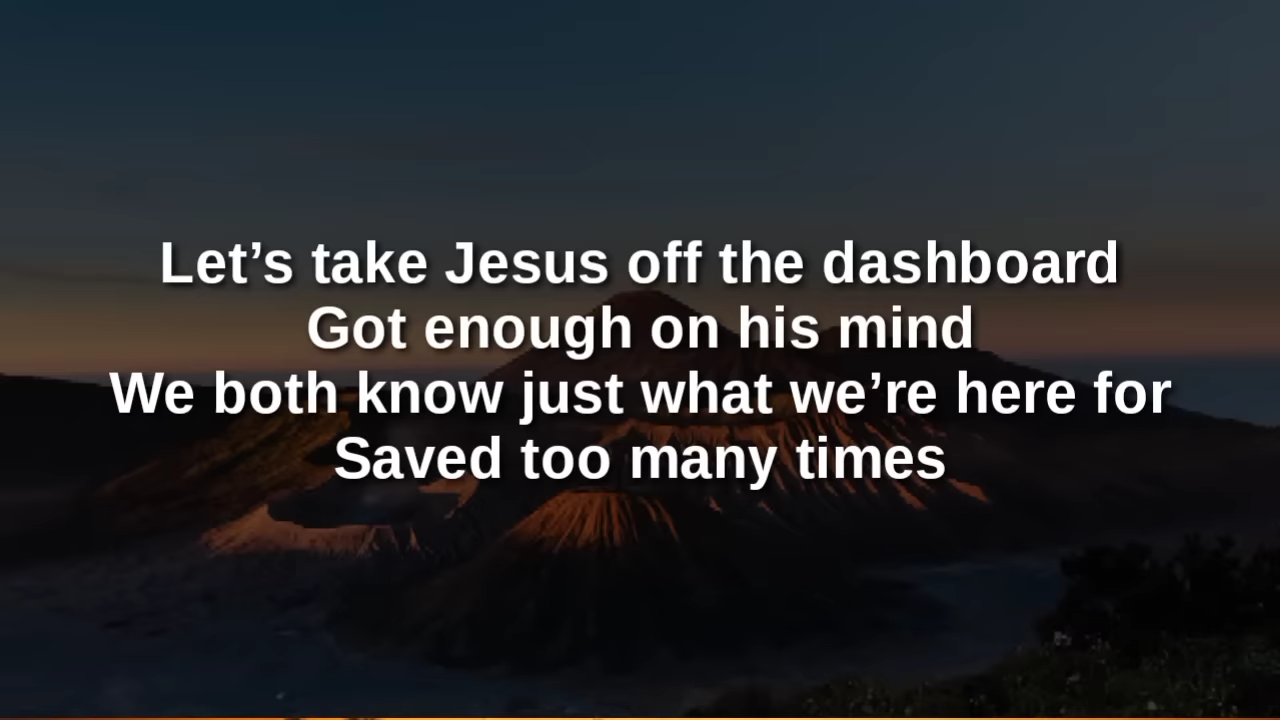 Let’s take Jesus off the dashboard
Got enough on his mind
We both know just what we’re here for
Saved too many times